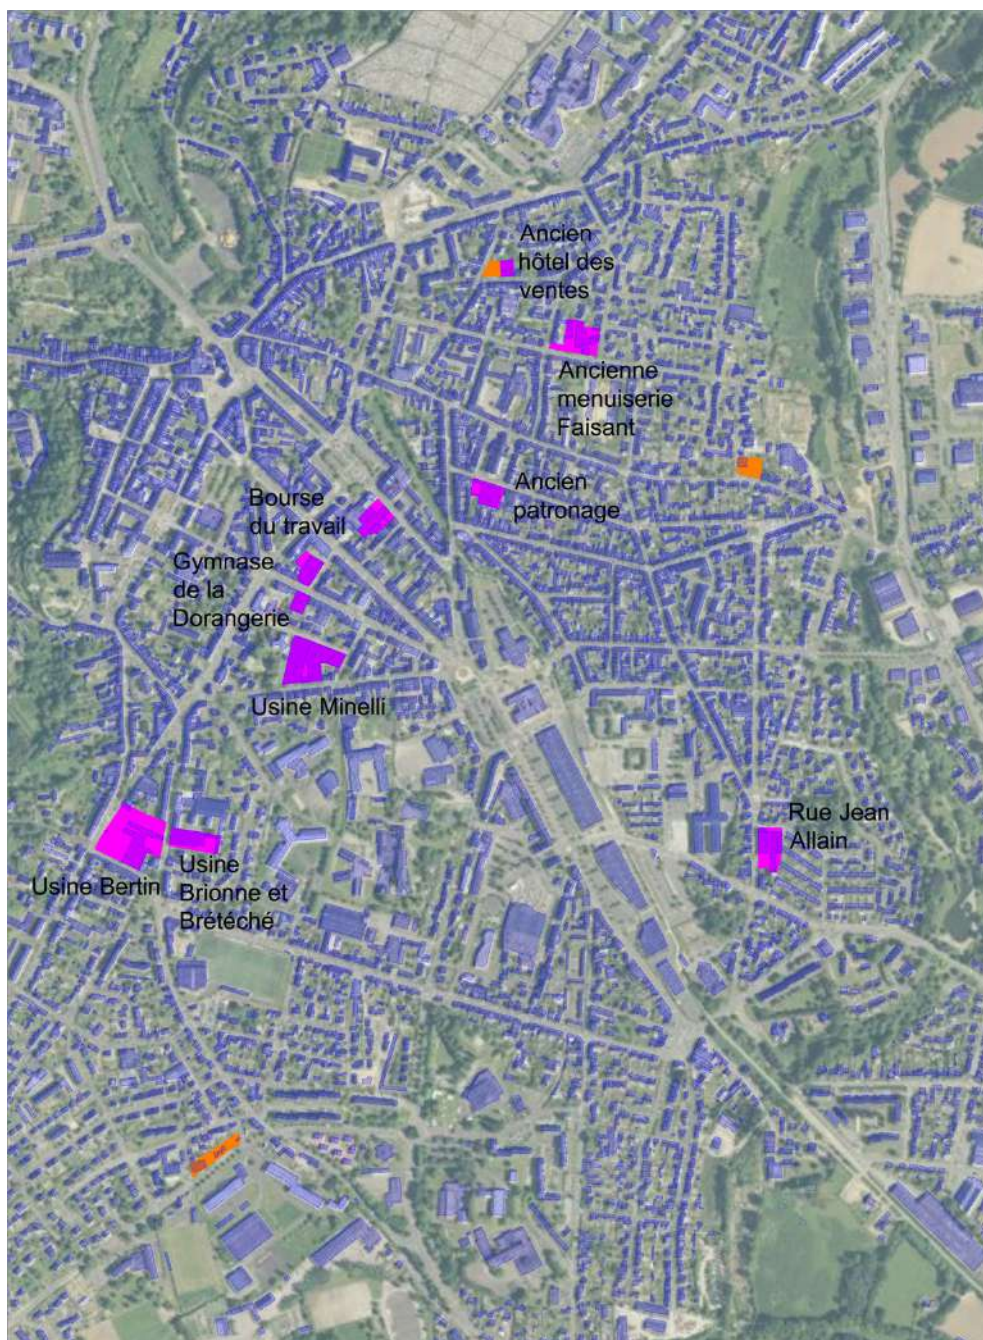 Ancien
hôtel des
ventes
Ancienne
menuiserie
Faisant
Ancien
patronage
Bourse
du travail
Gymnase
de la
Dorangerie
Usine Minelli
Rue Jean
Allain
Usine Bertin
Usine
Brionne et
Brétéché